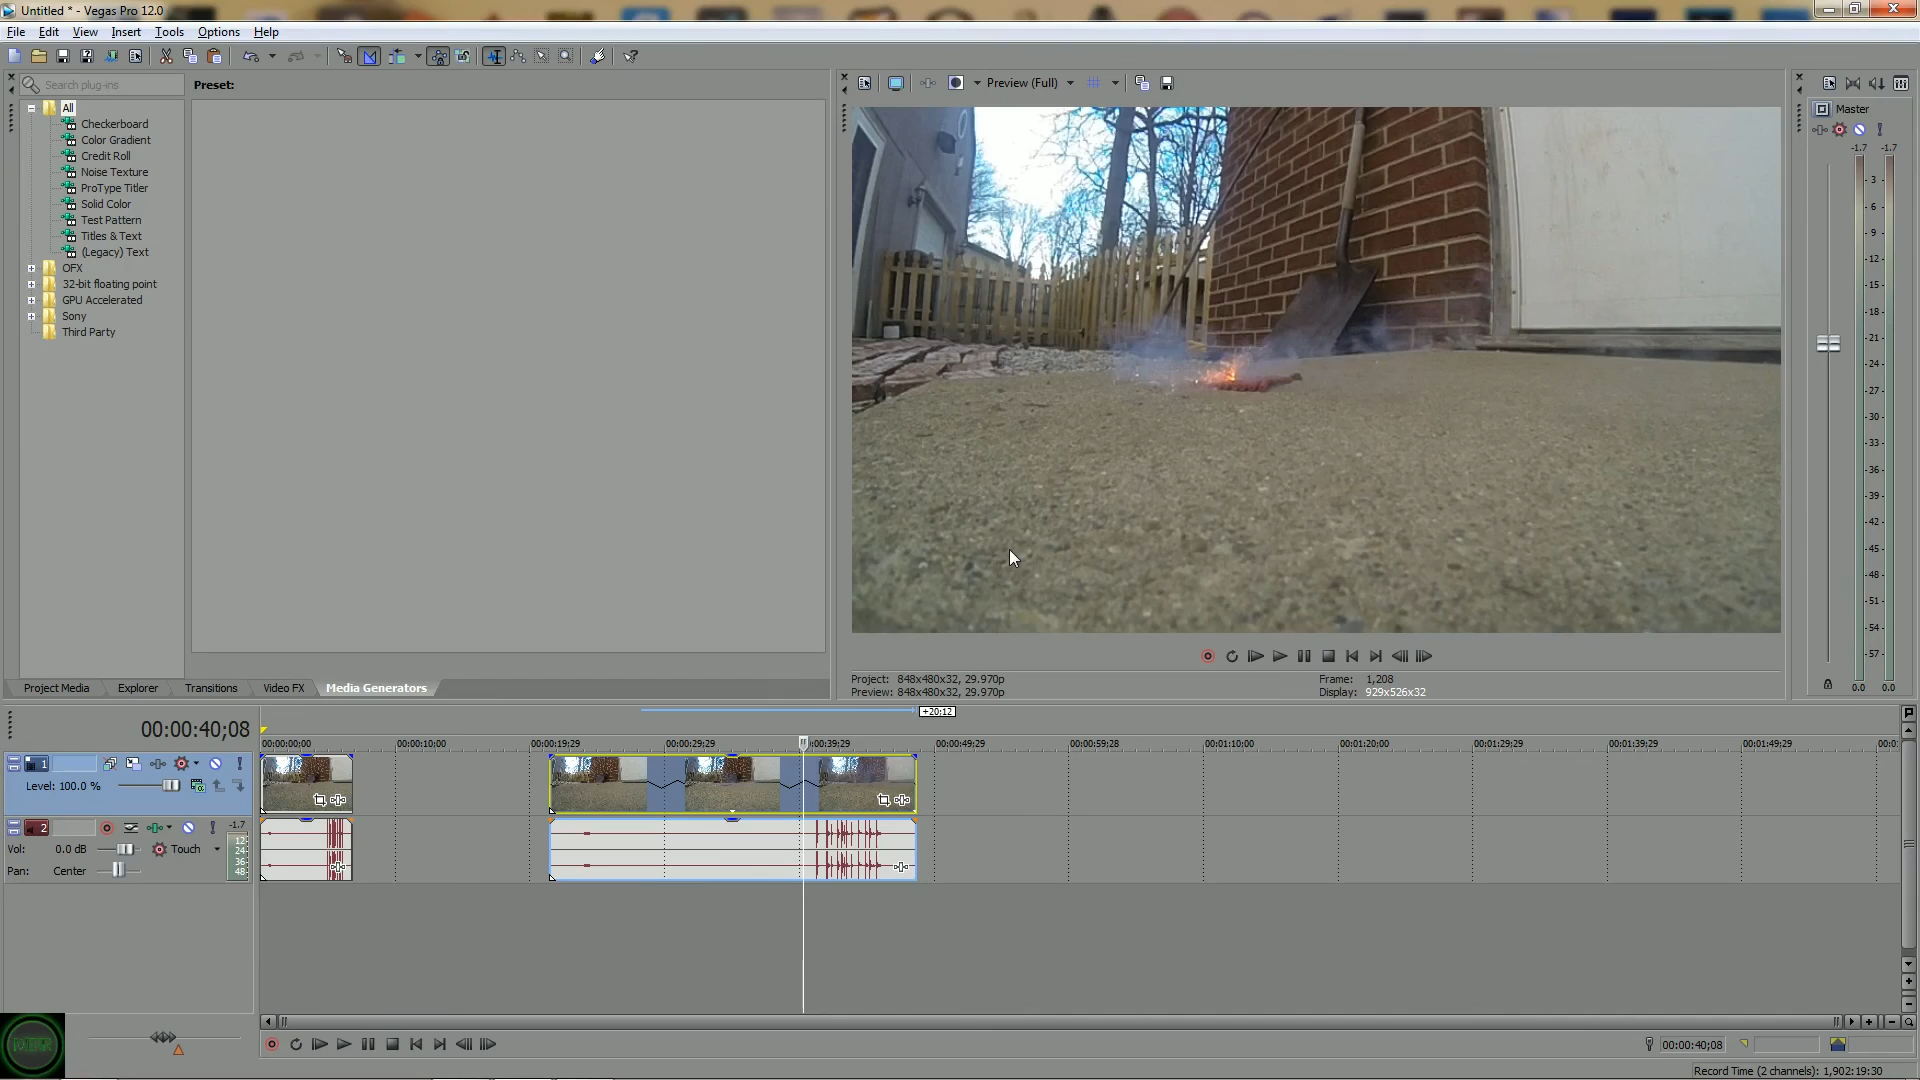 Untitled * - Vegas Pro 12.0
File Edit View Insert Tools Options Help
Search plug-ins
Preset:
Preview (Full)
Master
All
Checkerboard
Color Gradient
Credit Roll
Noise Texture
ProType Titler
Solid Color
Test Pattern
Titles & Text
(Legacy) Text
OFX
32-bit floating point
GPU Accelerated
Sony
Third Party
-1.7 -1.7
3
6
9
12
15
18
21
24
27
30
33
36
39
42
45
48
51
54
57
0.0 0.0
Project Media Explorer Transitions Video FX Media Generators
Project: 848x480x32, 29.970p
Preview: 848x480x32, 29.970p
Frame: 1,208
Display: 929x526x32
+20;12
00:00:40;08
00:00:00;00 00:00:10;00 00:00:19;29 00:00:29;29 00:00:39;29 00:00:49;29 00:00:59;28 00:01:10;00 00:01:20;00 00:01:29;29 00:01:39;29 00:01:49;29
1
Level: 100.0 %
2
-1.7
Vol: 0.0 dB Touch
Pan: Center
12
24
36
48
00:00:40;08
Record Time (2 channels): 1,902:19:30